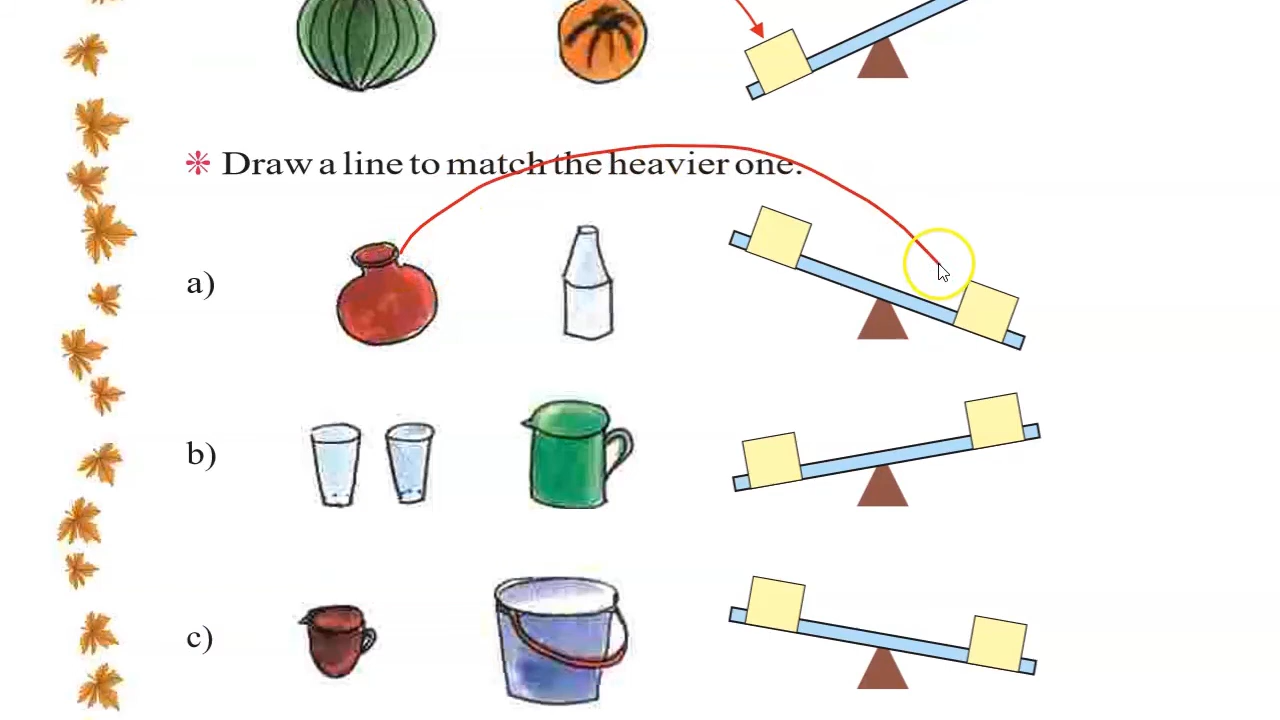 ❉ Draw a line to match the heavier one.
a)
b)
c)